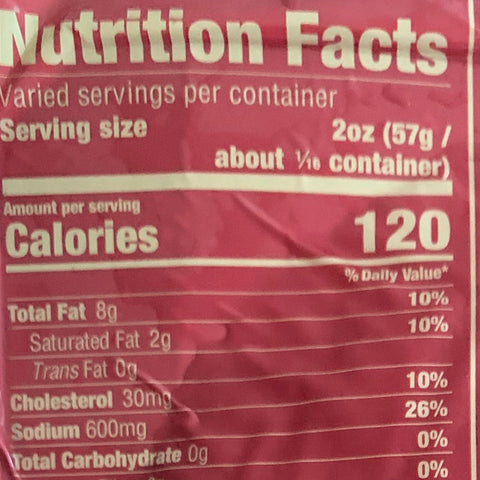 Nutrition Facts
Varied servings per container
Serving size 2oz (57g /
about 1/16 container)
Amount per serving
Calories 120
% Daily Value*
Total Fat 8g 10%
Saturated Fat 2g 10%
Trans Fat 0g
Cholesterol 30mg 10%
Sodium 600mg 26%
Total Carbohydrate 0g 0%
0%